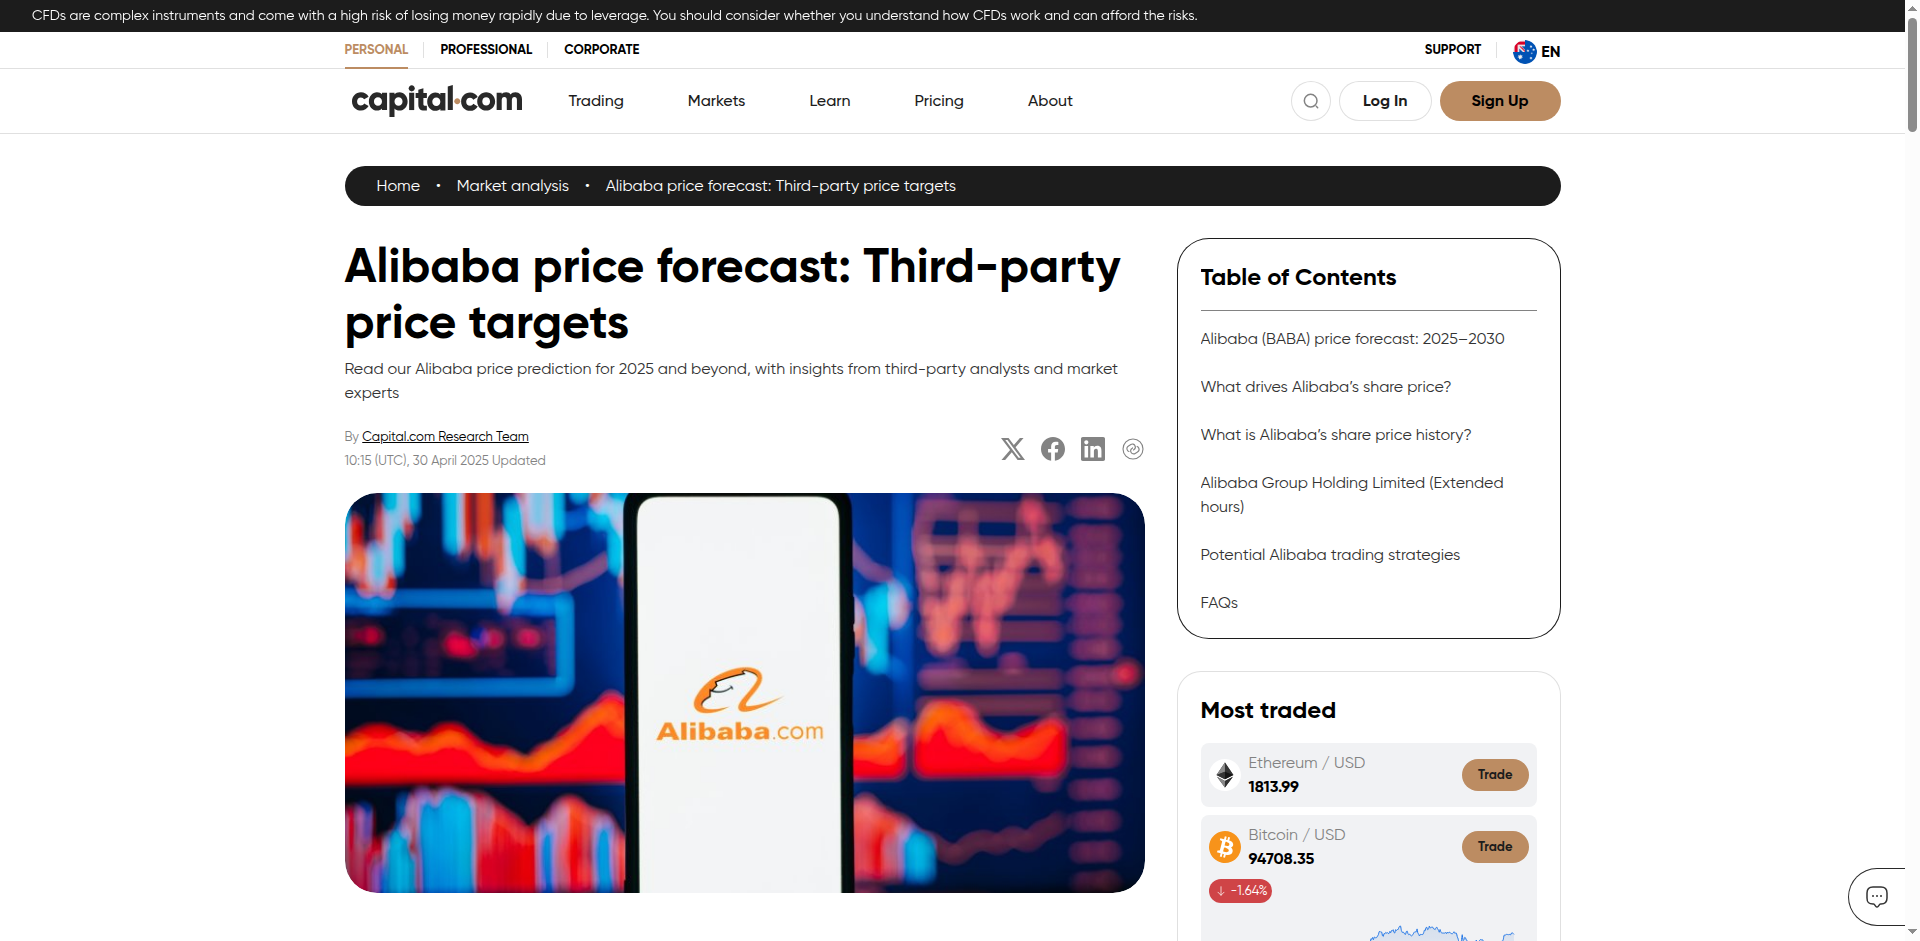 CFDs are complex instruments and come with a high risk of losing money rapidly due to leverage. You should consider whether you understand how CFDs work and can afford the risks.
PERSONAL
PROFESSIONAL
CORPORATE
SUPPORT
EN
capital.com
Trading
Markets
Learn
Pricing
About
Log In
Sign Up
Home • Market analysis • Alibaba price forecast: Third-party price targets
Alibaba price forecast: Third-party
price targets
Read our Alibaba price prediction for 2025 and beyond, with insights from third-party analysts and market
experts
By Capital.com Research Team
10:15 (UTC), 30 April 2025 Updated
Alibaba.com
Table of Contents
Alibaba (BABA) price forecast: 2025–2030
What drives Alibaba’s share price?
What is Alibaba’s share price history?
Alibaba Group Holding Limited (Extended
hours)
Potential Alibaba trading strategies
FAQs
Most traded
Ethereum / USD
1813.99
Trade
Bitcoin / USD
94708.35
Trade
↓ -1.64%